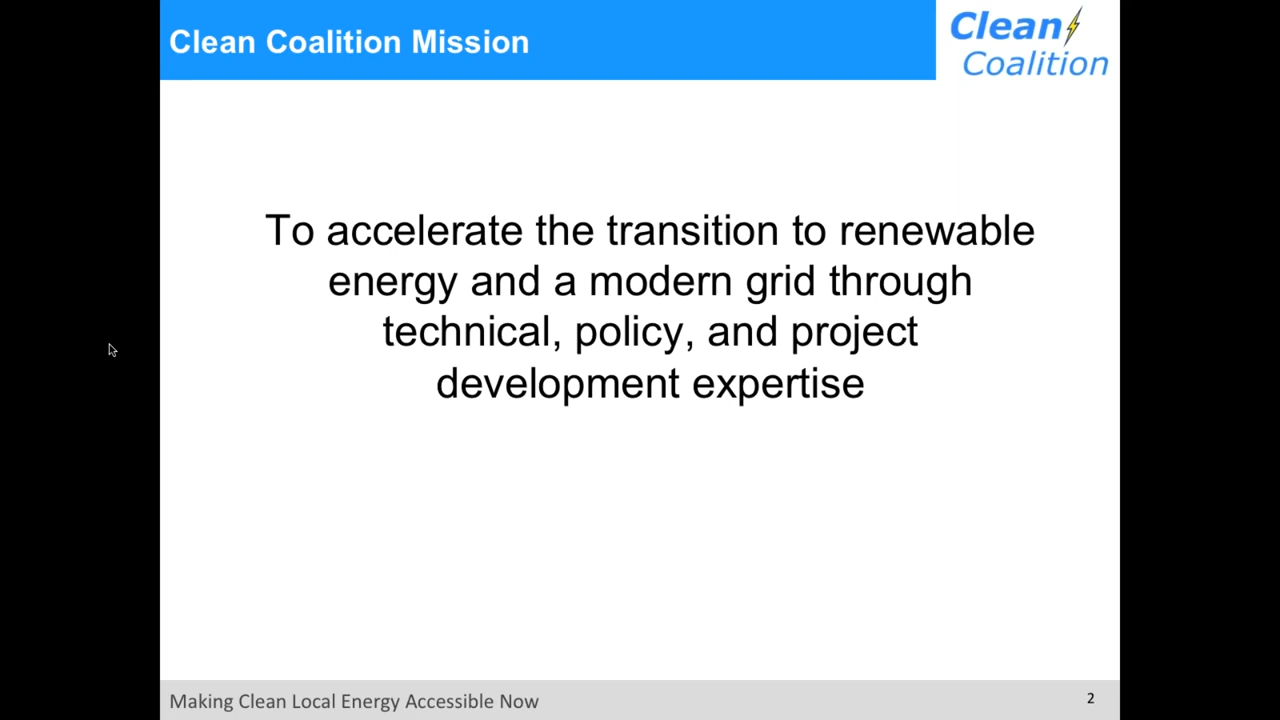 Clean Coalition Mission
Clean
Coalition
To accelerate the transition to renewable
energy and a modern grid through
technical, policy, and project
development expertise
Making Clean Local Energy Accessible Now
2